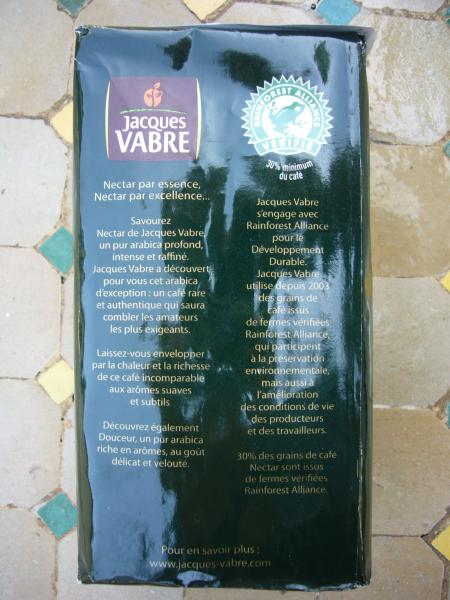 Jacques
VABRE
Nectar par essence,
Nectar par excellence...
Savourez
Nectar de Jacques Vabre,
un pur arabica profond,
intense et raffiné.
Jacques Vabre a découvert
pour vous cet arabica
d'exception : un café rare
et authentique qui saura
combler les amateurs
les plus exigeants.
Laissez-vous envelopper
par la chaleur et la richesse
de ce café incomparable
aux arômes suaves
et subtils
Découvrez également
Douceur, un pur arabica
riche en arômes, au goût
délicat et velouté.
RAINFOREST ALLIANCE
VÉRIFIÉ
30% minimum
du café
Jacques Vabre
s'engage avec
Rainforest Alliance
pour le
Développement
Durable.
Jacques Vabre
utilise depuis 2003
des grains de
café issus
de fermes vérifiées
Rainforest Alliance,
qui participent
à la préservation
environnementale,
mais aussi à
l'amélioration
des conditions de vie
des producteurs
et des travailleurs.
30% des grains de café
Nectar sont issus
de fermes vérifiées
Rainforest Alliance.
Pour en savoir plus :
www.jacques-vabre.com